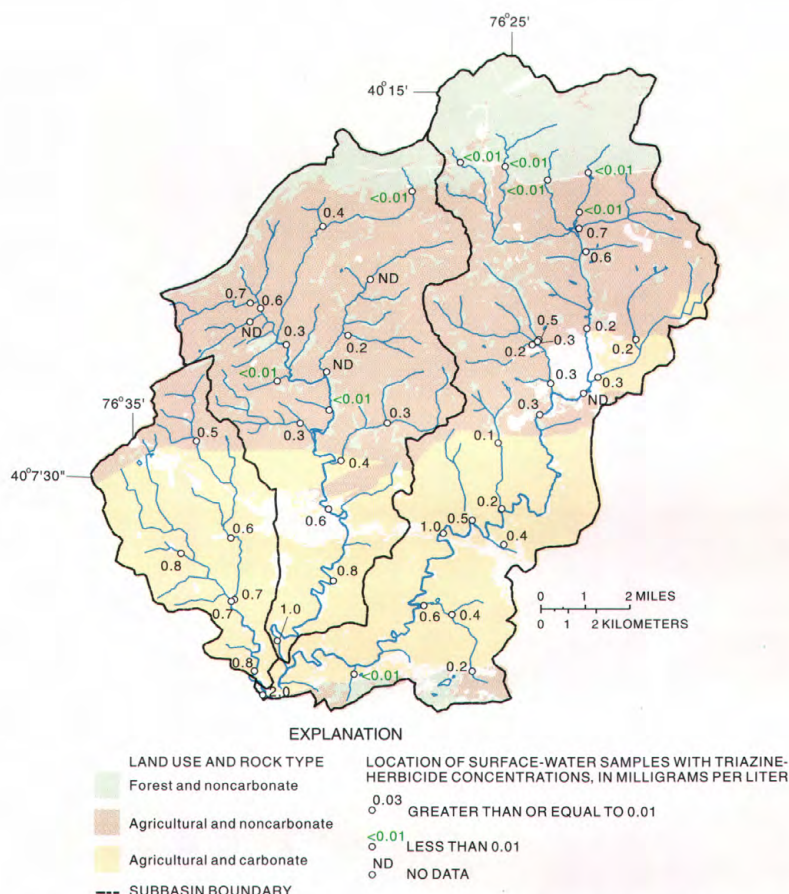 76°25'
40°15'
<0.01
<0.01
<0.01
<0.01
<0.01
<0.01
0.4
0.7
0.6
ND
0.7
0.6
ND
0.3
0.2
0.5
0.3
0.2
0.2
0.2
ND
<0.01
0.3
0.3
ND
<0.01
0.3
0.3
0.3
76°35'
0.5
0.1
0.4
40°7'30"
0.6
0.2
0.5
1.0
0.4
0.6
0.8
0.8
0.7
0.7
0.6
0.4
1.0
0.8
<0.01
0.2
2.0
0 1 2 MILES
0 1 2 KILOMETERS
EXPLANATION
LAND USE AND ROCK TYPE
Forest and noncarbonate
Agricultural and noncarbonate
Agricultural and carbonate
SUBBASIN BOUNDARY
LOCATION OF SURFACE-WATER SAMPLES WITH TRIAZINE-
HERBICIDE CONCENTRATIONS, IN MILLIGRAMS PER LITER
0.03
GREATER THAN OR EQUAL TO 0.01
<0.01
LESS THAN 0.01
ND
NO DATA